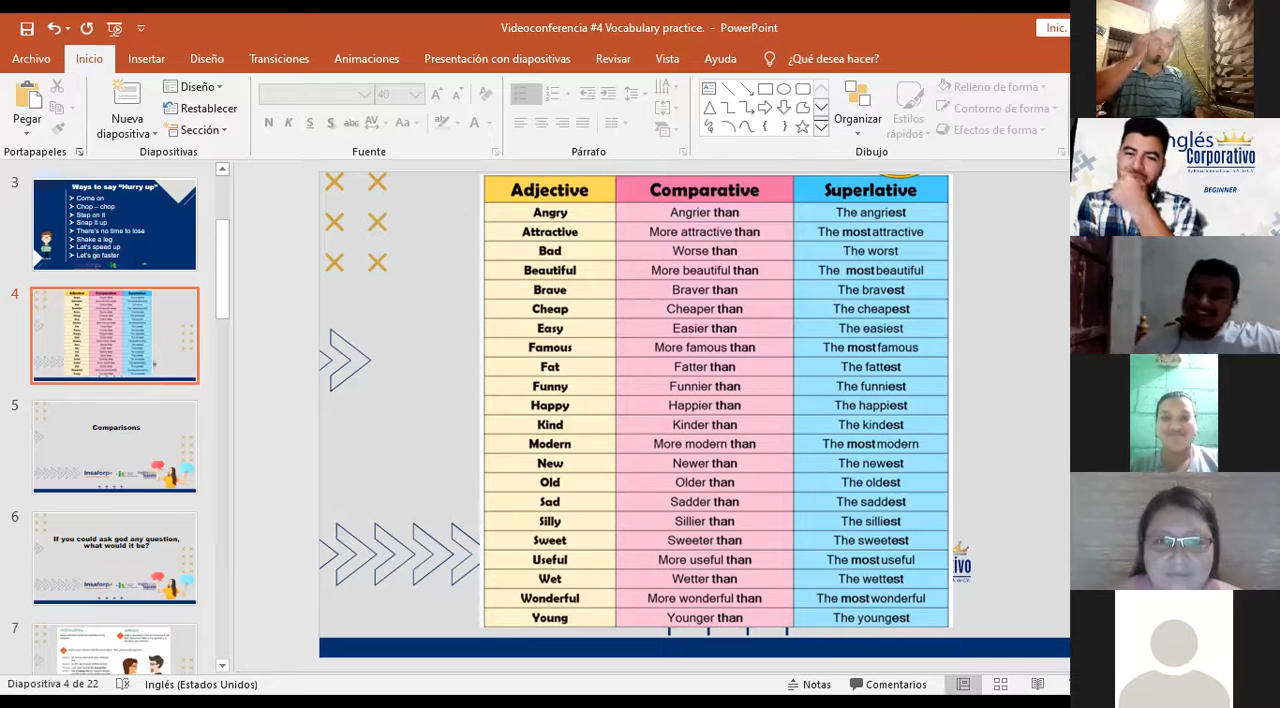 Videoconferencia #4 Vocabulary practice. - PowerPoint
Inic.
Archivo Inicio Insertar Diseño Transiciones Animaciones Presentación con diapositivas Revisar Vista Ayuda ¿Qué desea hacer?
Pegar
Nueva diapositiva
Diseño
Restablecer
Sección
40
N K S S abc AV Aa A
Organizar
Estilos rápidos
Relleno de forma
Contorno de forma
Efectos de forma
Portapapeles Diapositivas Fuente Párrafo Dibujo
3
Ways to say “Hurry up”
Come on
Chop – chop
Step on it
Snap it up
There's no time to lose
Shake a leg
Let's speed up
Let's go faster
4
5
Comparisons
Insaforp
6
If you could ask god any question,
what would it be?
Insaforp
7
Adjective Comparative Superlative
Angry Angrier than The angriest
Attractive More attractive than The most attractive
Bad Worse than The worst
Beautiful More beautiful than The most beautiful
Brave Braver than The bravest
Cheap Cheaper than The cheapest
Easy Easier than The easiest
Famous More famous than The most famous
Fat Fatter than The fattest
Funny Funnier than The funniest
Happy Happier than The happiest
Kind Kinder than The kindest
Modern More modern than The most modern
New Newer than The newest
Old Older than The oldest
Sad Sadder than The saddest
Silly Sillier than The silliest
Sweet Sweeter than The sweetest
Useful More useful than The most useful
Wet Wetter than The wettest
Wonderful More wonderful than The most wonderful
Young Younger than The youngest
Inglés
Corporativo
BEGINNER
Diapositiva 4 de 22 Inglés (Estados Unidos) Notas Comentarios